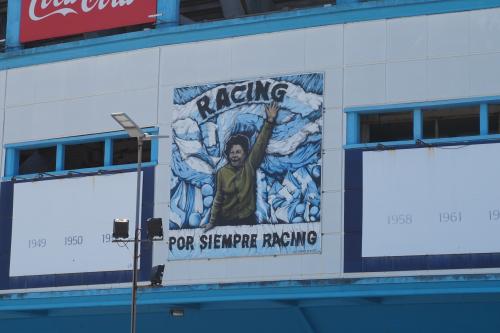 Coca-Cola
RACING
POR SIEMPRE RACING
1949 1950
1958 1961